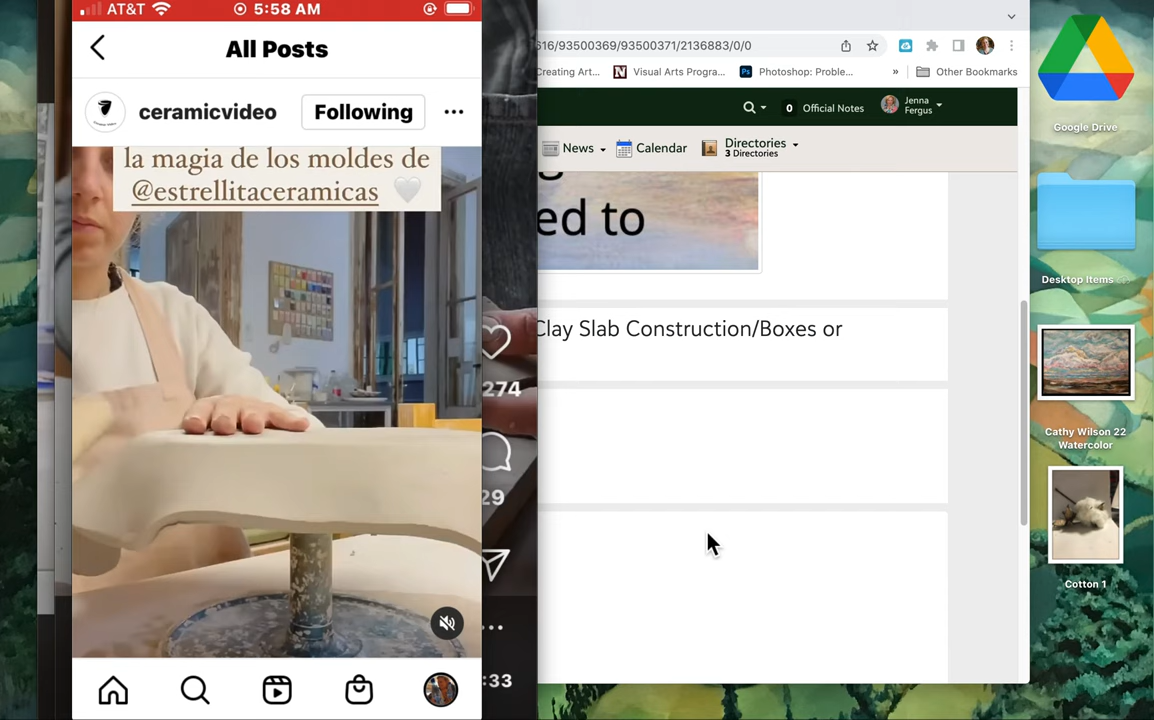 AT&T 5:58 AM
All Posts
ceramicvideo Following
la magia de los moldes de
@estrellitaceramicas
274
29
:33
616/93500369/93500371/2136883/0/0
Creating Art... Visual Arts Progra... Photoshop: Proble... » Other Bookmarks
0 Official Notes Jenna
Fergus
News Calendar Directories
3 Directories
ed to
Clay Slab Construction/Boxes or
Google Drive
Desktop Items
Cathy Wilson 22
Watercolor
Cotton 1